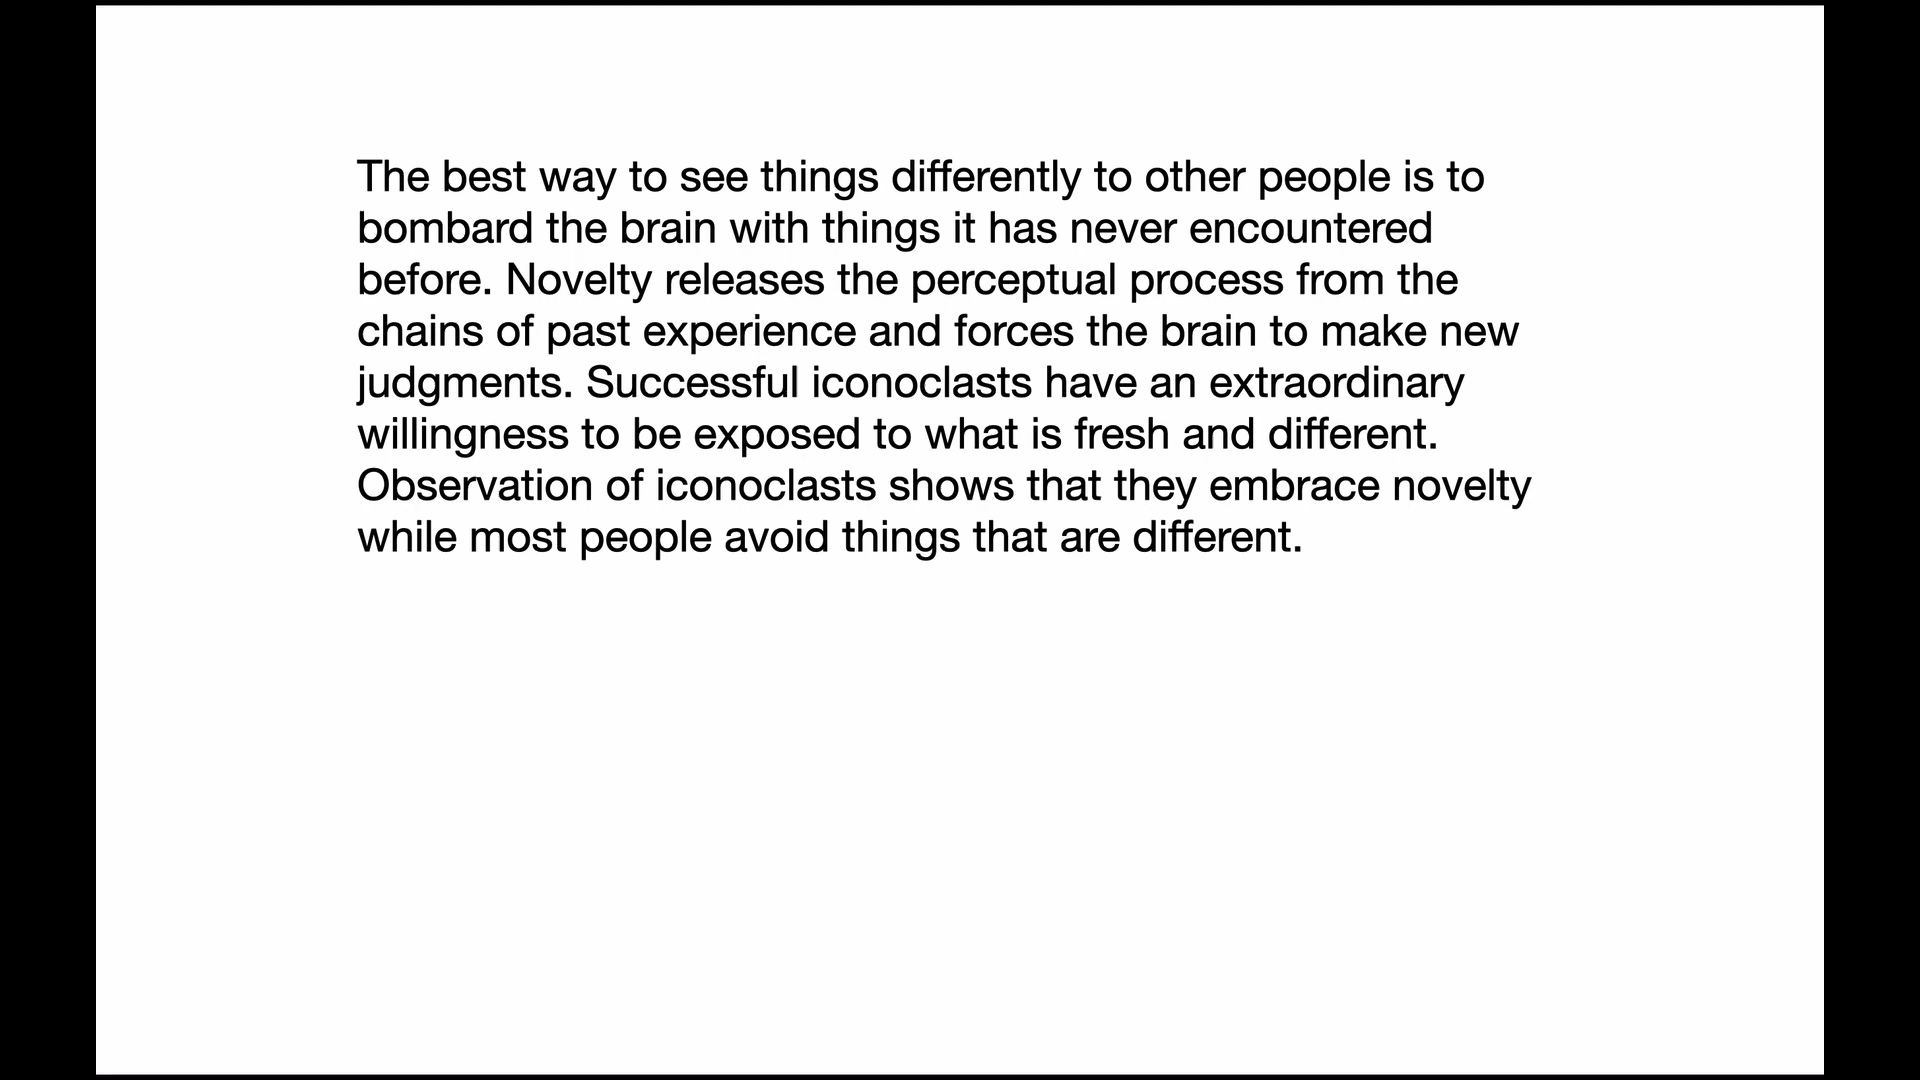 The best way to see things differently to other people is to
bombard the brain with things it has never encountered
before. Novelty releases the perceptual process from the
chains of past experience and forces the brain to make new
judgments. Successful iconoclasts have an extraordinary
willingness to be exposed to what is fresh and different.
Observation of iconoclasts shows that they embrace novelty
while most people avoid things that are different.